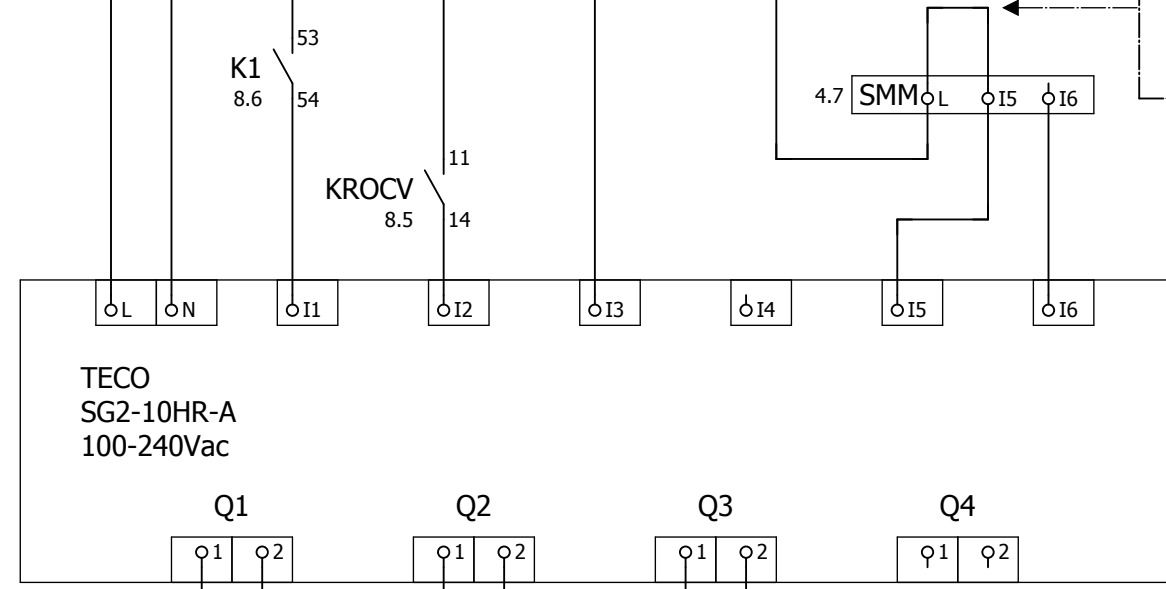 53
K1
8.6
54
4.7
SMM
L
I5
I6
11
KROCV
8.5
14
L
N
I1
I2
I3
I4
I5
I6
TECO
SG2-10HR-A
100-240Vac
Q1
Q2
Q3
Q4
1
2
1
2
1
2
1
2